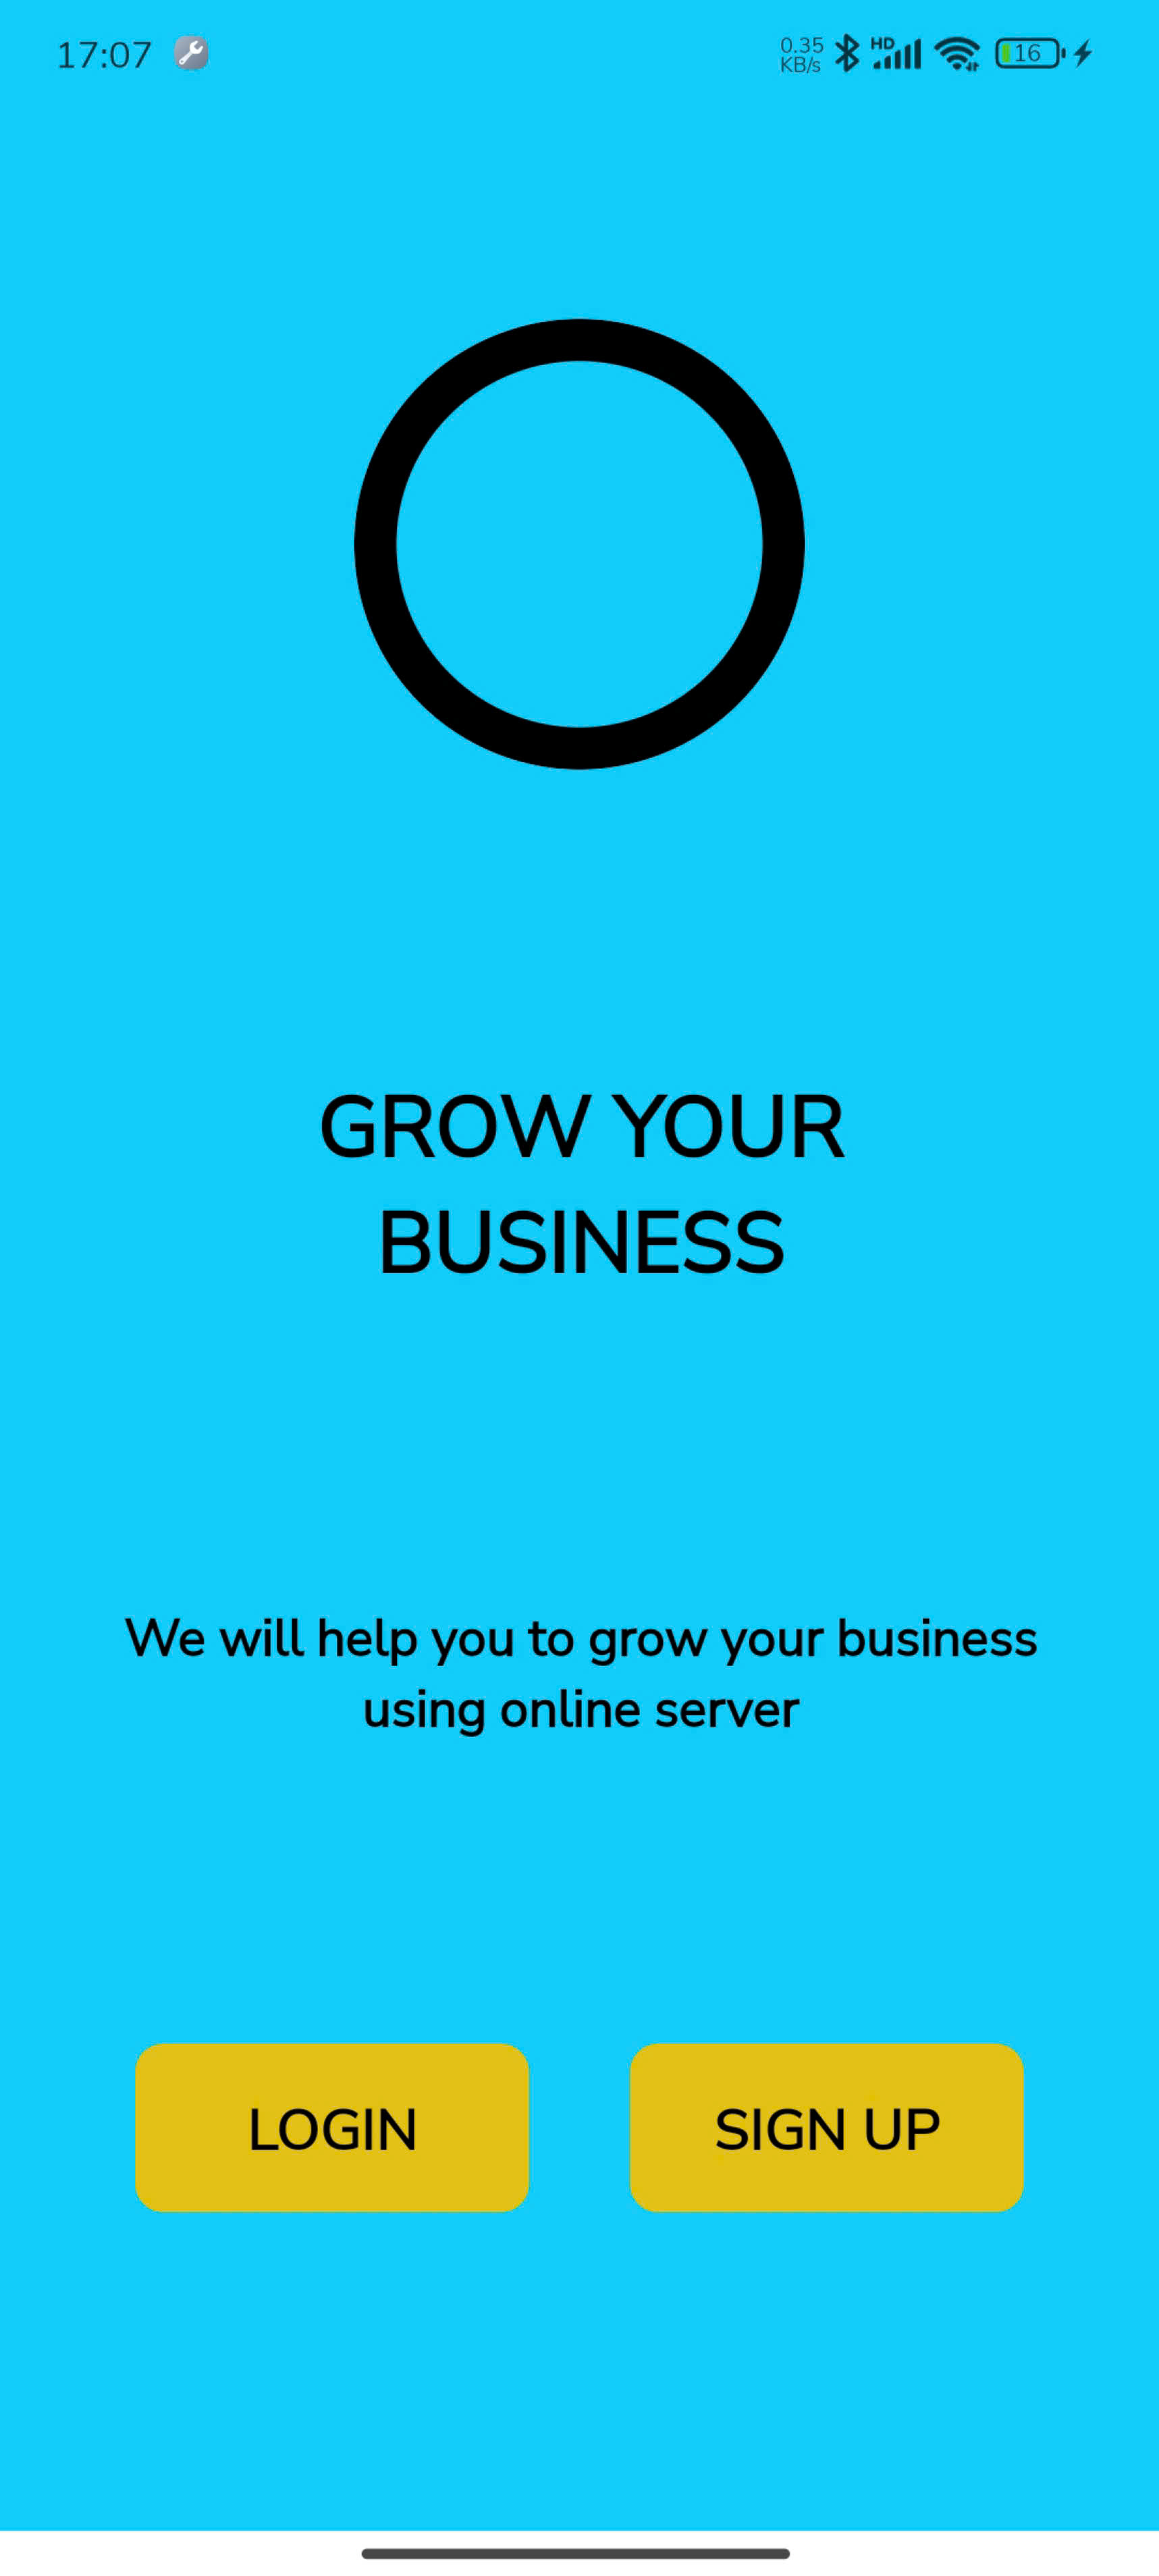 17:07
0.35
KB/s
HD
16
GROW YOUR
BUSINESS
We will help you to grow your business
using online server
LOGIN
SIGN UP